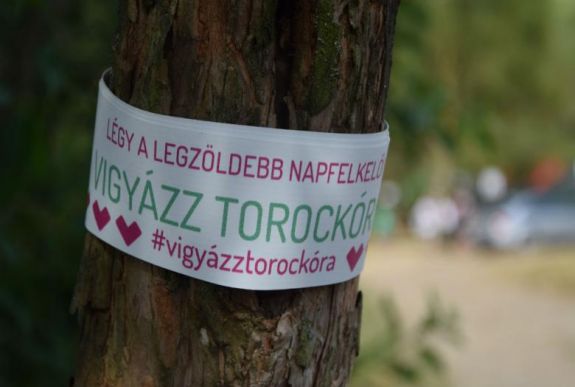 LÉGY A LEGZÖLDEBB NAPFELKELŐ
VIGYÁZZ TOROCKÓR
#vigyázztorockóra